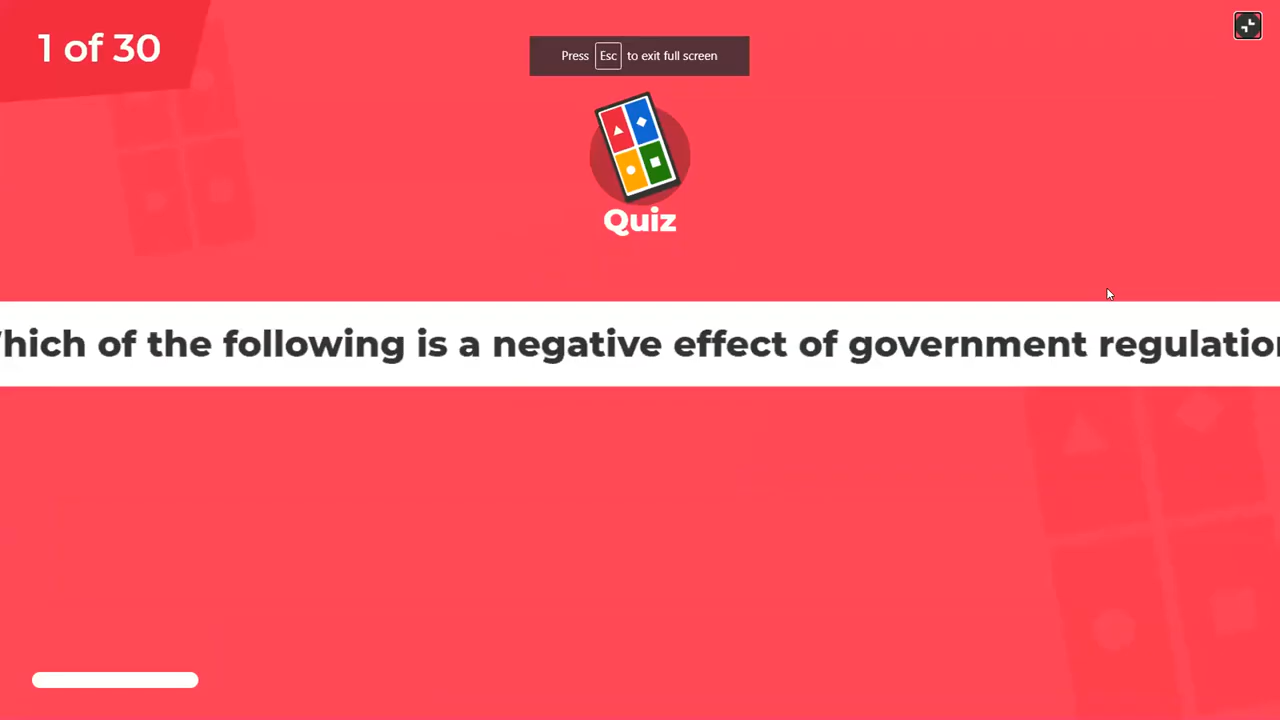 1 of 30
Press Esc to exit full screen
Quiz
hich of the following is a negative effect of government regulation